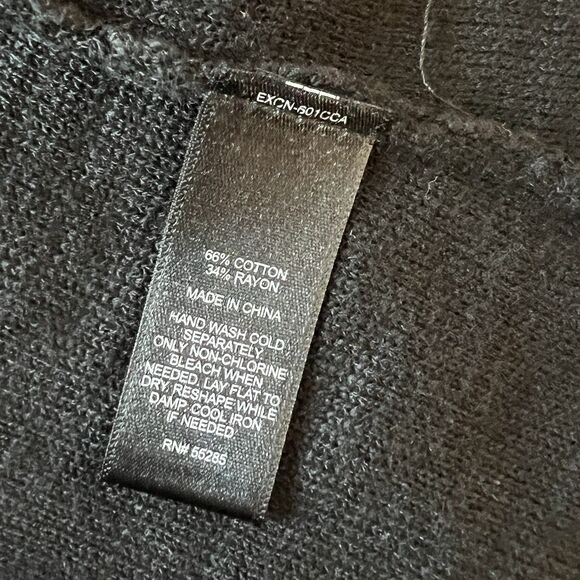 EXCN-601CCA
66% COTTON
34% RAYON
MADE IN CHINA
HAND WASH COLD
SEPARATELY
ONLY NON-CHLORINE
BLEACH WHEN
NEEDED, LAY FLAT TO
DRY, RESHAPE WHILE
DAMP, COOL IRON
IF NEEDED
RN# 55285